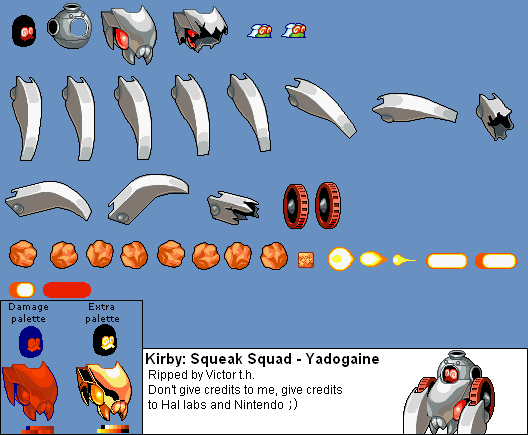 Damage palette
Extra palette
Kirby: Squeak Squad - Yadogaine
Ripped by Victor t.h.
Don't give credits to me, give credits
to Hal labs and Nintendo ;)